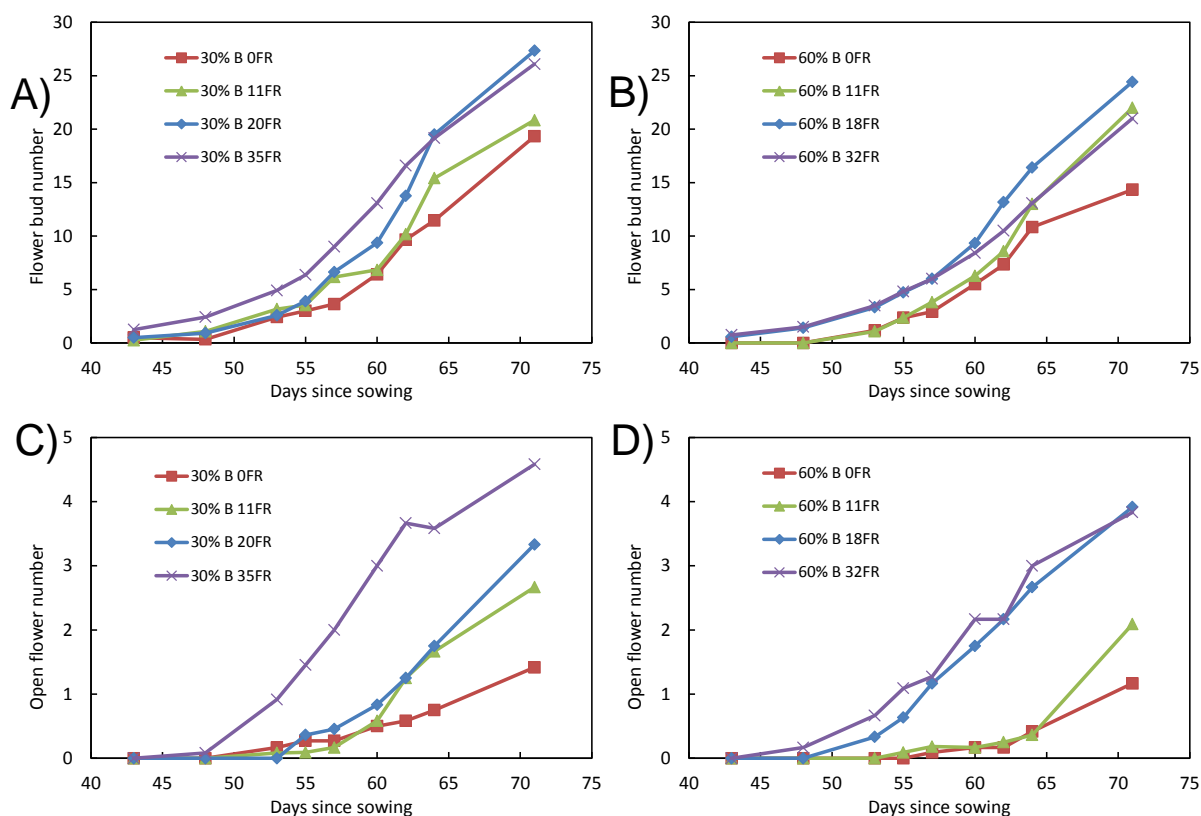 A)
30
25
20
15
10
5
0
Flower bud number
30% B 0FR
30% B 11FR
30% B 20FR
30% B 35FR
40 45 50 55 60 65 70 75
Days since sowing
B)
30
25
20
15
10
5
0
Flower bud number
60% B 0FR
60% B 11FR
60% B 18FR
60% B 32FR
40 45 50 55 60 65 70 75
Days since sowing
C)
5
4
3
2
1
0
Open flower number
30% B 0FR
30% B 11FR
30% B 20FR
30% B 35FR
40 45 50 55 60 65 70 75
Days since sowing
D)
5
4
3
2
1
0
Open flower number
60% B 0FR
60% B 11FR
60% B 18FR
60% B 32FR
40 45 50 55 60 65 70 75
Days since sowing